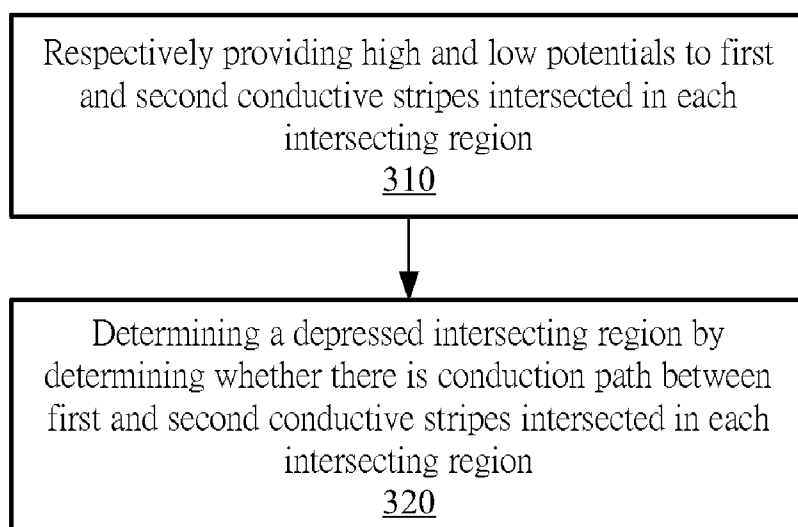 Respectively providing high and low potentials to first
and second conductive stripes intersected in each
intersecting region
310
Determining a depressed intersecting region by
determining whether there is conduction path between
first and second conductive stripes intersected in each
intersecting region
320